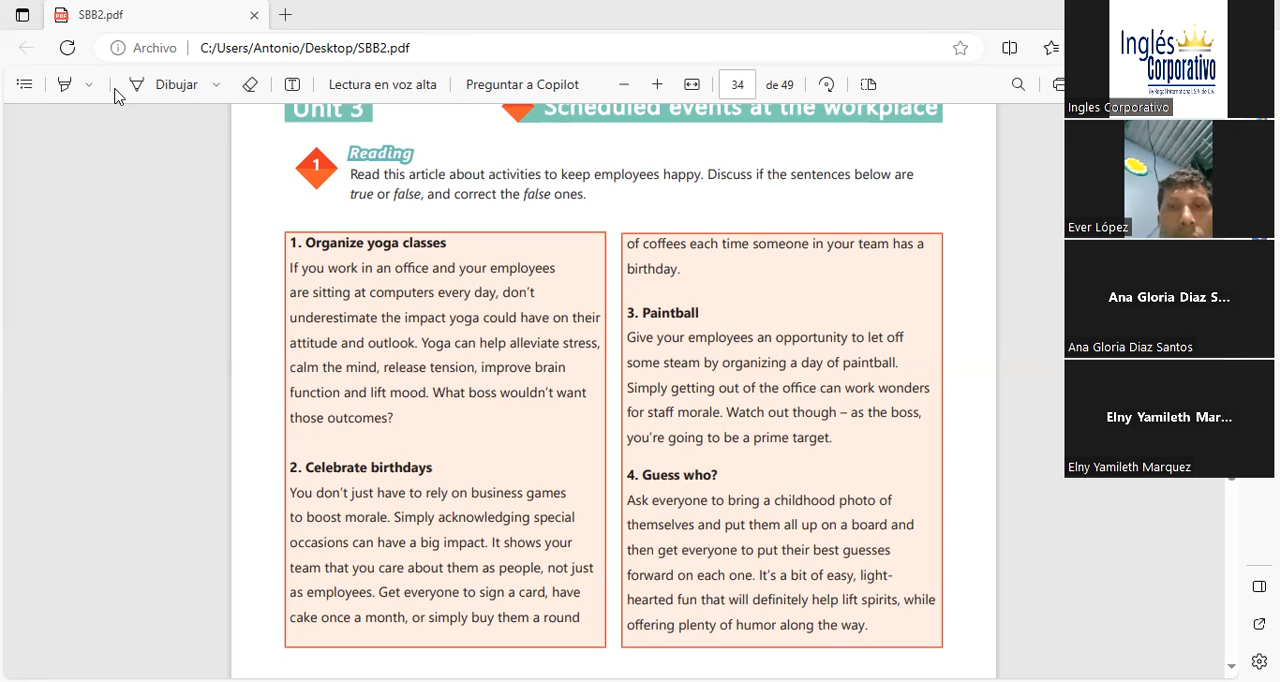 SBB2.pdf
Archivo
C:/Users/Antonio/Desktop/SBB2.pdf
Dibujar
Lectura en voz alta
Preguntar a Copilot
34
de 49
Unit 3
Scheduled events at the workplace
1
Reading
Read this article about activities to keep employees happy. Discuss if the sentences below are
true or false, and correct the false ones.
1. Organize yoga classes
If you work in an office and your employees
are sitting at computers every day, don't
underestimate the impact yoga could have on their
attitude and outlook. Yoga can help alleviate stress,
calm the mind, release tension, improve brain
function and lift mood. What boss wouldn't want
those outcomes?
2. Celebrate birthdays
You don't just have to rely on business games
to boost morale. Simply acknowledging special
occasions can have a big impact. It shows your
team that you care about them as people, not just
as employees. Get everyone to sign a card, have
cake once a month, or simply buy them a round
of coffees each time someone in your team has a
birthday.
3. Paintball
Give your employees an opportunity to let off
some steam by organizing a day of paintball.
Simply getting out of the office can work wonders
for staff morale. Watch out though – as the boss,
you're going to be a prime target.
4. Guess who?
Ask everyone to bring a childhood photo of
themselves and put them all up on a board and
then get everyone to put their best guesses
forward on each one. It's a bit of easy, light-
hearted fun that will definitely help lift spirits, while
offering plenty of humor along the way.
Inglés
Corporativo
Ingles Corporativo
Ever López
Ana Gloria Diaz S...
Ana Gloria Diaz Santos
Elny Yamileth Mar...
Elny Yamileth Marquez